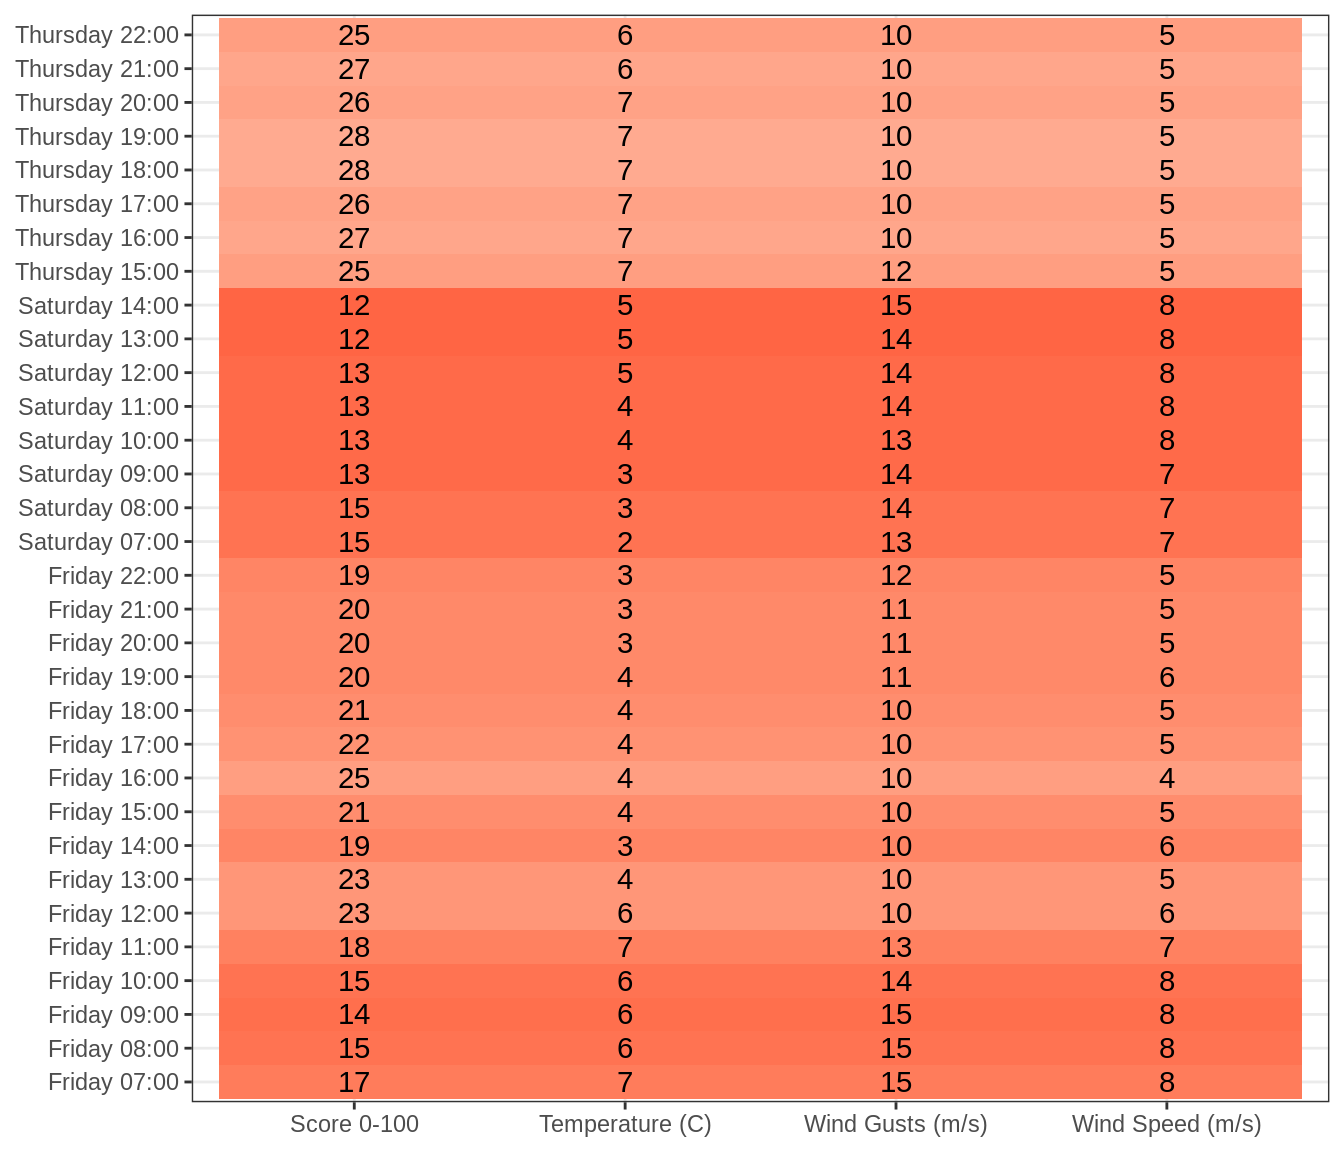 Thursday 22:00 25 6 10 5
Thursday 21:00 27 6 10 5
Thursday 20:00 26 7 10 5
Thursday 19:00 28 7 10 5
Thursday 18:00 28 7 10 5
Thursday 17:00 26 7 10 5
Thursday 16:00 27 7 10 5
Thursday 15:00 25 7 12 5
Saturday 14:00 12 5 15 8
Saturday 13:00 12 5 14 8
Saturday 12:00 13 5 14 8
Saturday 11:00 13 4 14 8
Saturday 10:00 13 4 13 8
Saturday 09:00 13 3 14 7
Saturday 08:00 15 3 14 7
Saturday 07:00 15 2 13 7
Friday 22:00 19 3 12 5
Friday 21:00 20 3 11 5
Friday 20:00 20 3 11 5
Friday 19:00 20 4 11 6
Friday 18:00 21 4 10 5
Friday 17:00 22 4 10 5
Friday 16:00 25 4 10 4
Friday 15:00 21 4 10 5
Friday 14:00 19 3 10 6
Friday 13:00 23 4 10 5
Friday 12:00 23 6 10 6
Friday 11:00 18 7 13 7
Friday 10:00 15 6 14 8
Friday 09:00 14 6 15 8
Friday 08:00 15 6 15 8
Friday 07:00 17 7 15 8
Score 0-100 Temperature (C) Wind Gusts (m/s) Wind Speed (m/s)